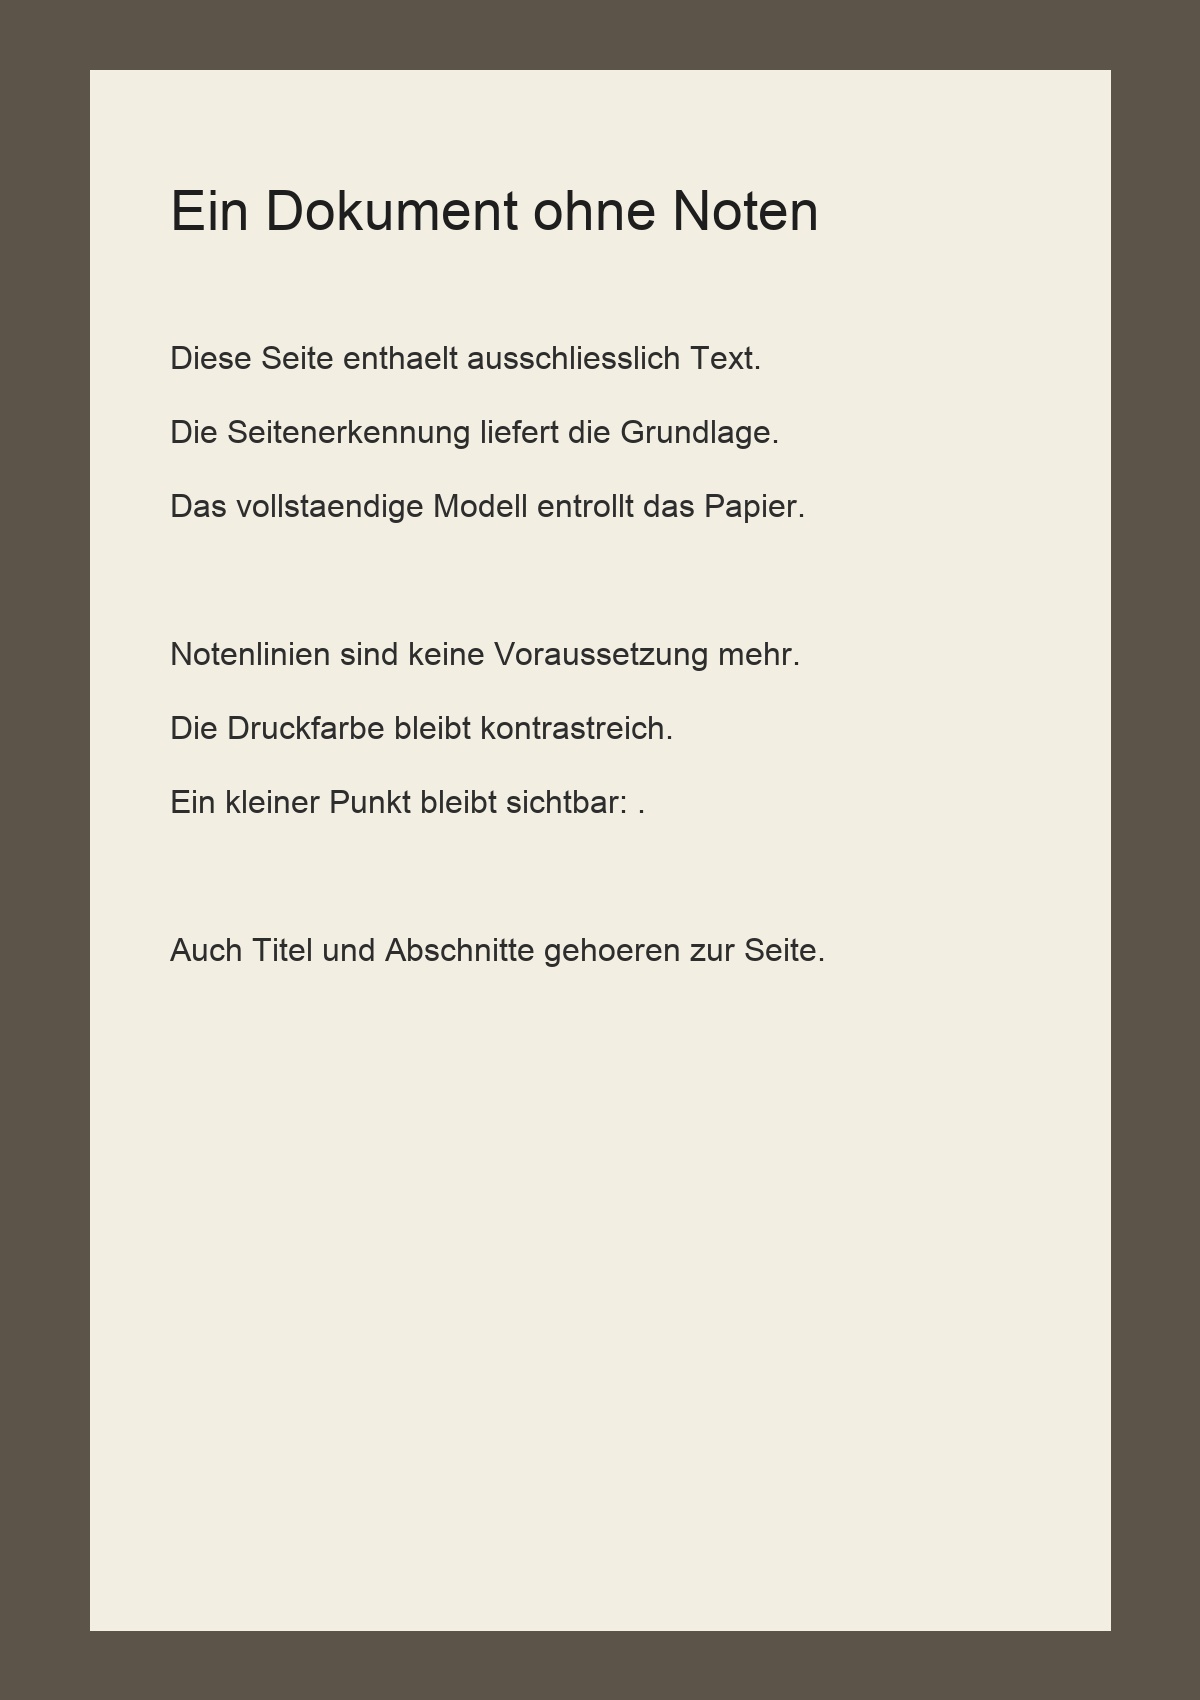 Ein Dokument ohne Noten
Diese Seite enthaelt ausschliesslich Text.
Die Seitenerkennung liefert die Grundlage.
Das vollstaendige Modell entrollt das Papier.
Notenlinien sind keine Voraussetzung mehr.
Die Druckfarbe bleibt kontrastreich.
Ein kleiner Punkt bleibt sichtbar: .
Auch Titel und Abschnitte gehoeren zur Seite.